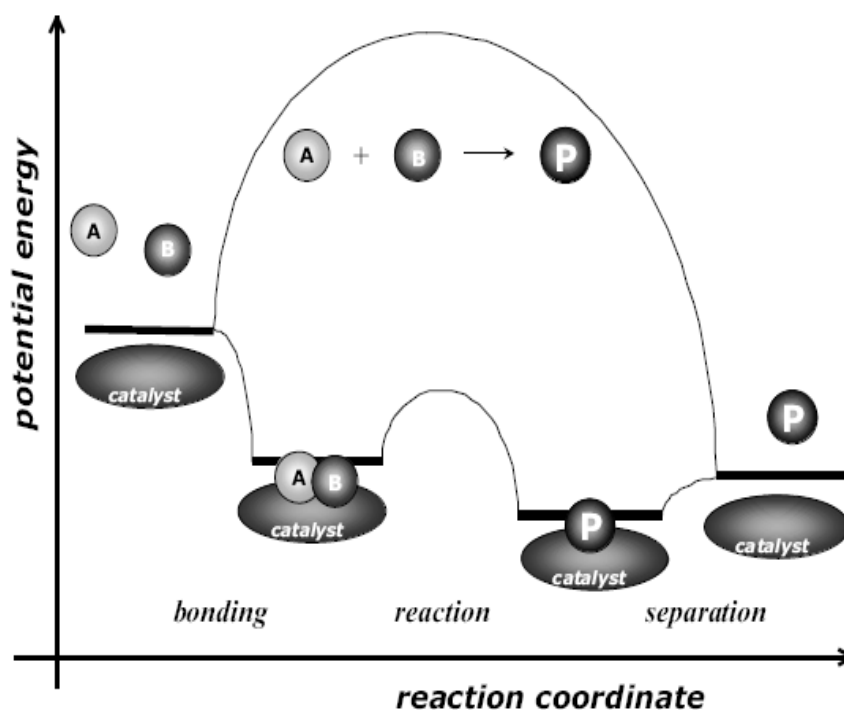 potential energy
A + B → P
A
B
catalyst
P
A B
catalyst
P
catalyst
catalyst
bonding reaction separation
reaction coordinate